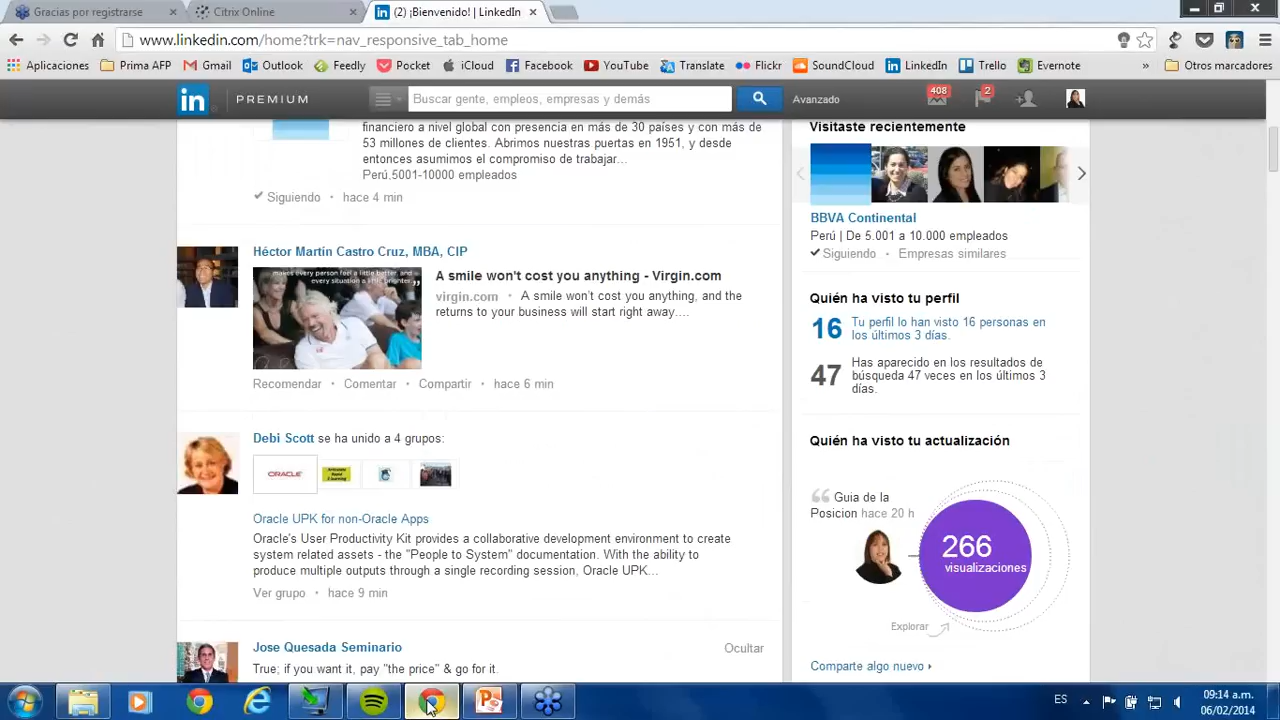 Gracias por registrarse
Citrix Online
(2) ¡Bienvenido! | LinkedIn
www.linkedin.com/home?trk=nav_responsive_tab_home
Aplicaciones
Prima AFP
Gmail
Outlook
Feedly
Pocket
iCloud
Facebook
YouTube
Translate
Flickr
SoundCloud
LinkedIn
Trello
Evernote
»
Otros marcadores
in
PREMIUM
Buscar gente, empleos, empresas y demás
Avanzado
408
2
financiero a nivel global con presencia en más de 30 países y con más de
53 millones de clientes. Abrimos nuestras puertas en 1951, y desde
entonces asumimos el compromiso de trabajar...
Perú,5001-10000 empleados
Siguiendo • hace 4 min
Héctor Martín Castro Cruz, MBA, CIP
makes every person feel a little better, and
every situation a little brighter.
A smile won't cost you anything - Virgin.com
virgin.com • A smile won't cost you anything, and the
returns to your business will start right away....
Recomendar • Comentar • Compartir • hace 6 min
Debi Scott se ha unido a 4 grupos:
ORACLE
Oracle UPK for non-Oracle Apps
Oracle's User Productivity Kit provides a collaborative development environment to create
system related assets - the "People to System" documentation. With the ability to
produce multiple outputs through a single recording session, Oracle UPK...
Ver grupo • hace 9 min
Jose Quesada Seminario
Ocultar
True; if you want it, pay "the price" & go for it.
Visitaste recientemente
BBVA Continental
Perú | De 5.001 a 10.000 empleados
Siguiendo • Empresas similares
Quién ha visto tu perfil
16
Tu perfil lo han visto 16 personas en
los últimos 3 días.
47
Has aparecido en los resultados de
búsqueda 47 veces en los últimos 3
días.
Quién ha visto tu actualización
Guia de la
Posicion hace 20 h
266
visualizaciones
Explorar
Comparte algo nuevo
ES
09:14 a.m.
06/02/2014